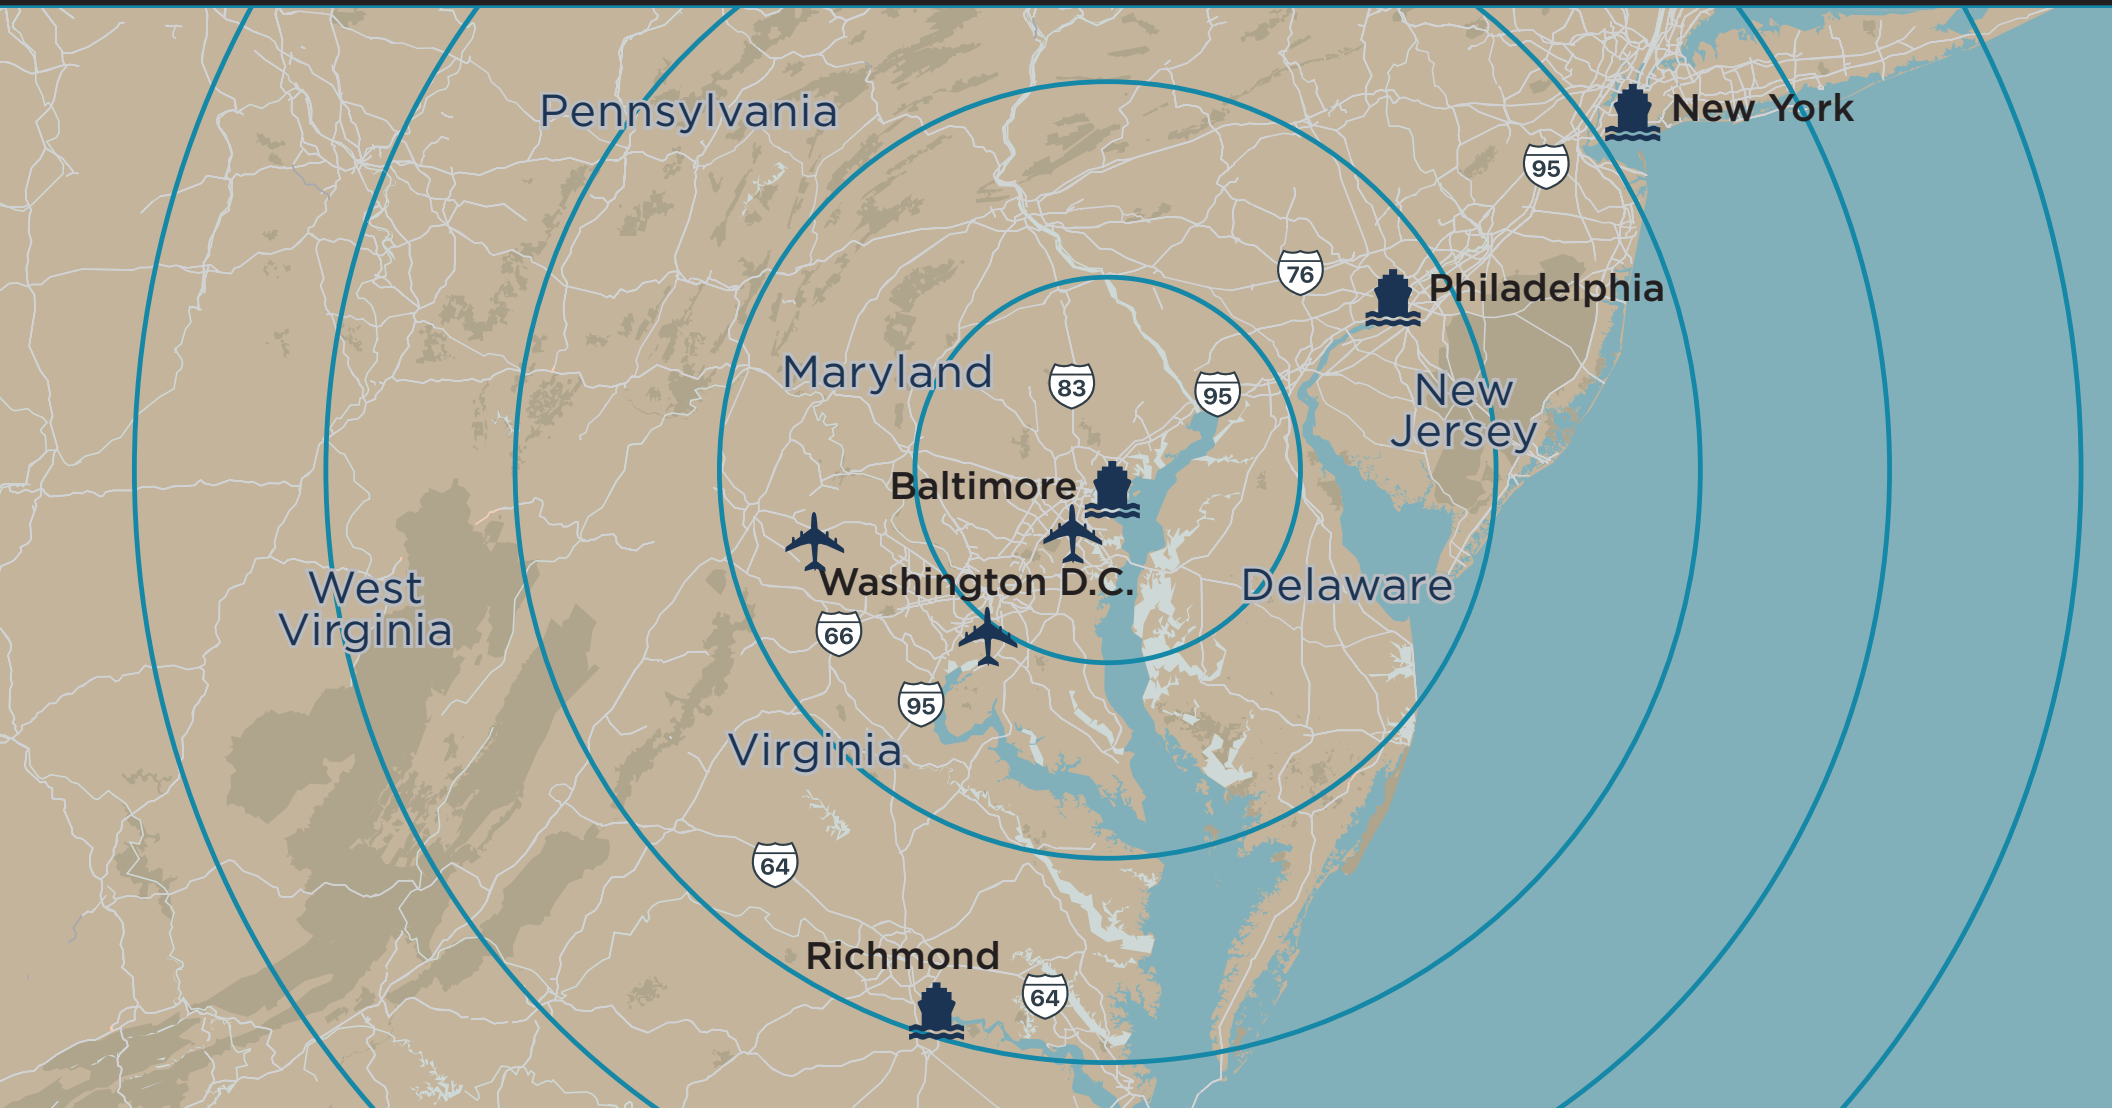 Pennsylvania
New York
95
76
Philadelphia
Maryland
83
95
New
Jersey
Baltimore
Washington D.C.
Delaware
West
Virginia
66
95
Virginia
64
Richmond
64